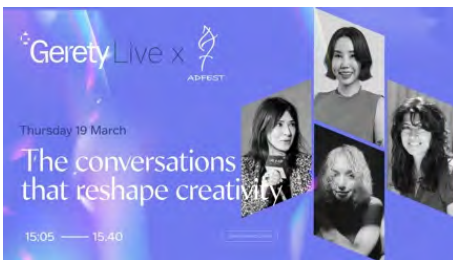 Gerety Live x
ADFEST
Thursday 19 March
The conversations
that reshape creativity
15:05 — 15:40